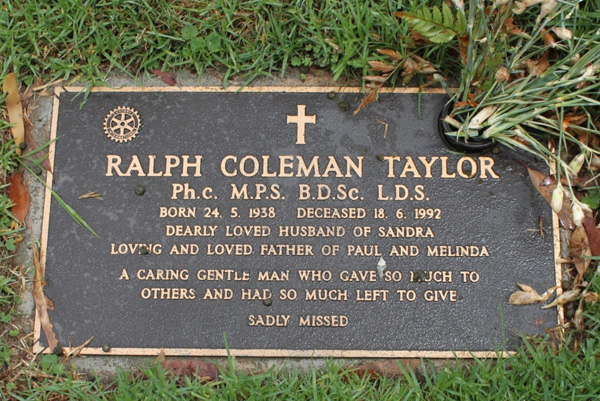 RALPH COLEMAN TAYLOR
Ph.c. M.P.S. B.D.Sc. L.D.S.
BORN 24. 5. 1938 DECEASED 18. 6. 1992
DEARLY LOVED HUSBAND OF SANDRA
LOVING AND LOVED FATHER OF PAUL AND MELINDA
A CARING GENTLE MAN WHO GAVE SO MUCH TO
OTHERS AND HAD SO MUCH LEFT TO GIVE
SADLY MISSED